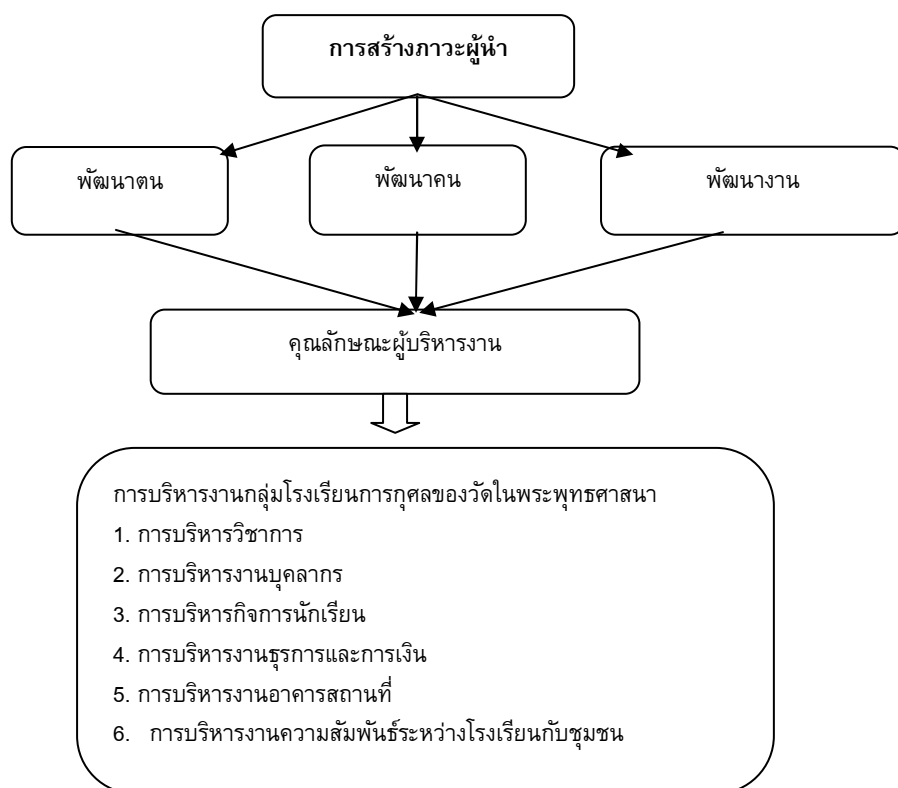 การสร้างภาวะผู้นำ
พัฒนาตน
พัฒนาคน
พัฒนางาน
คุณลักษณะผู้บริหารงาน
การบริหารงานกลุ่มโรงเรียนการกุศลของวัดในพระพุทธศาสนา
1. การบริหารวิชาการ
2. การบริหารงานบุคลากร
3. การบริหารกิจการนักเรียน
4. การบริหารงานธุรการและการเงิน
5. การบริหารงานอาคารสถานที่
6. การบริหารงานความสัมพันธ์ระหว่างโรงเรียนกับชุมชน